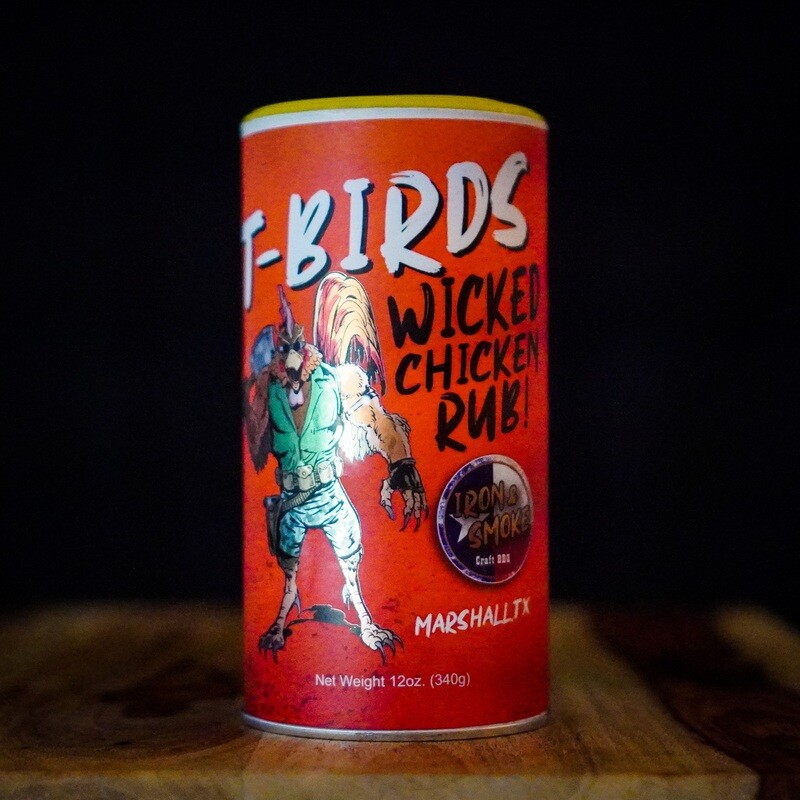 T-BIRDS
WICKED
CHICKEN
RUB!
IRON &
SMOKE
Craft BBQ
MARSHALL,TX
Net Weight 12oz. (340g)